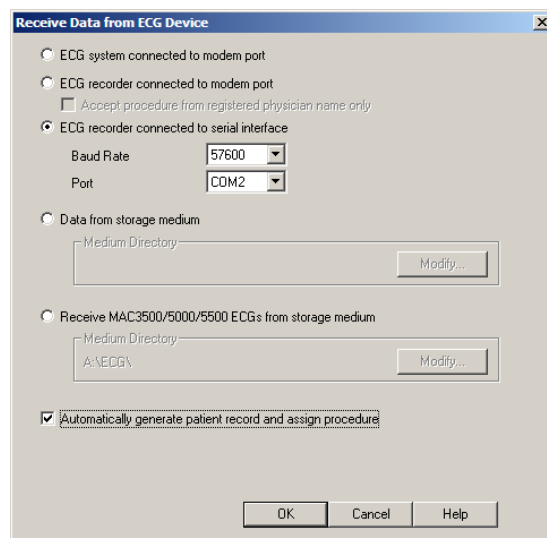 Receive Data from ECG Device
ECG system connected to modem port
ECG recorder connected to modem port
Accept procedure from registered physician name only
ECG recorder connected to serial interface
Baud Rate 57600
Port COM2
Data from storage medium
Medium Directory
Modify...
Receive MAC3500/5000/5500 ECGs from storage medium
Medium Directory
A:\ECG\ Modify...
Automatically generate patient record and assign procedure
OK Cancel Help